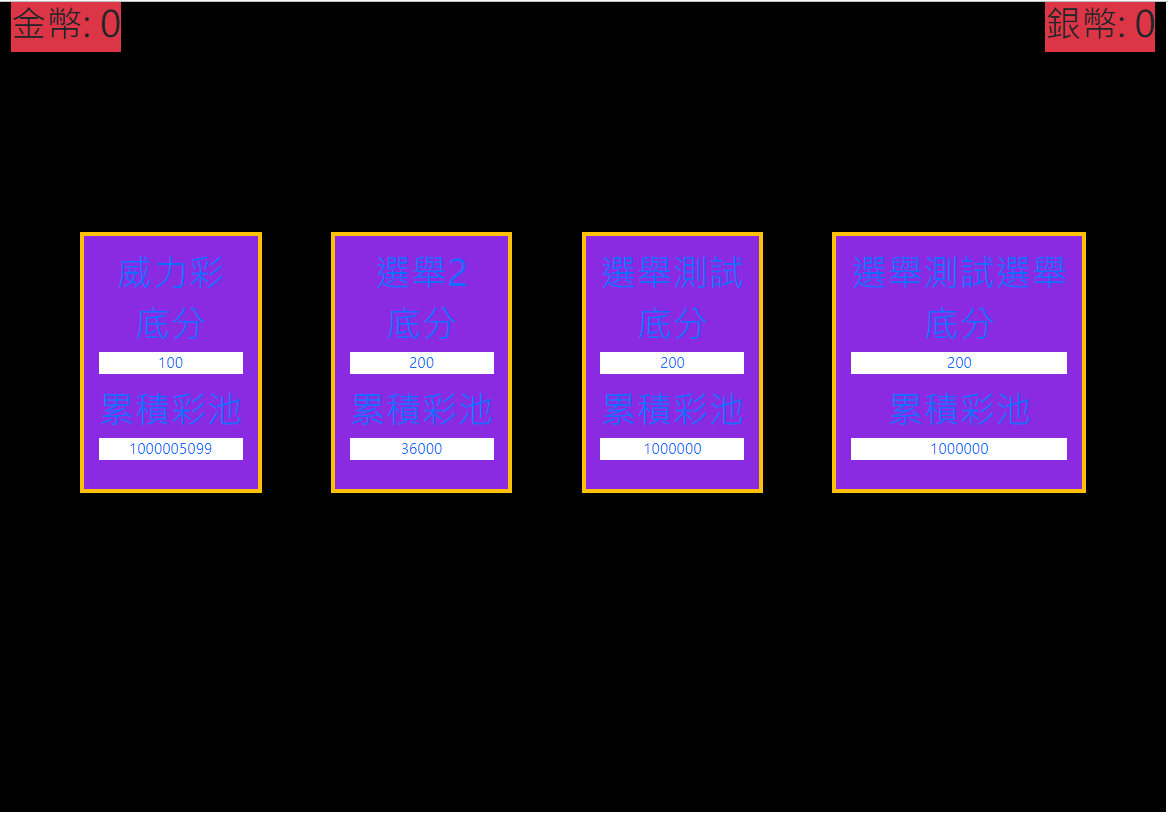 金幣: 0
銀幣: 0
威力彩
底分
100
累積彩池
1000005099
選舉2
底分
200
累積彩池
36000
選舉測試
底分
200
累積彩池
1000000
選舉測試選舉
底分
200
累積彩池
1000000